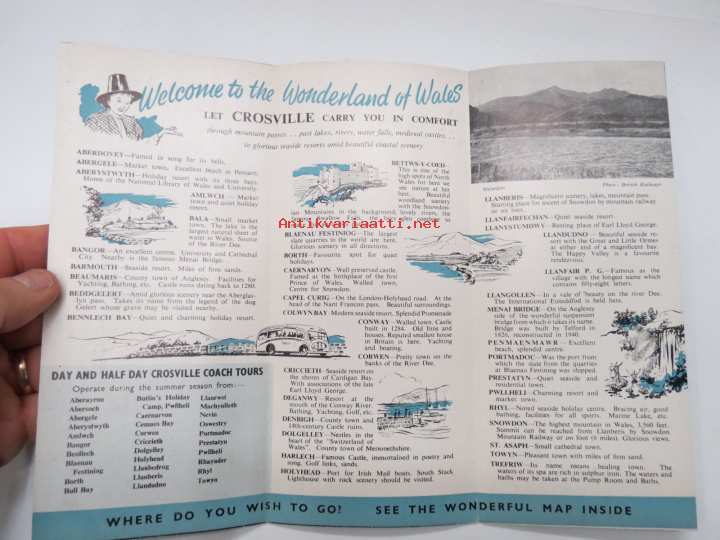 Welcome to the Wonderland of Wales
LET CROSVILLE CARRY YOU IN COMFORT
through mountain passes . . . past lakes, rivers, water falls, medieval castles . . .
to glorious seaside resorts amid beautiful coastal scenery
ABERDOVEY—Famed in song for its bells.
ABERGELE—Market town. Excellent Beach at Pensarn.
ABERYSTWYTH—Holiday resort with its three bays.
Home of the National Library of Wales and University.
AMLWCH — Market
town and quiet holiday
resort.
BALA—Small market
town. The lake is the
largest natural sheet of
water in Wales. Source
of the River Dee.
BANGOR—An excellent centre. University and Cathedral
City. Nearby is the famous Menai Bridge.
BARMOUTH—Seaside resort. Miles of firm sands.
BEAUMARIS—County town of Anglesey. Facilities for
Yachting, Bathing, etc. Castle ruins dating back to 1280.
BEDDGELERT—Amid glorious scenery near the Aberglas-
lyn pass. Takes its name from the legend of the dog
Gelert whose grave may be visited nearby.
BENNLECH BAY—Quiet and charming holiday resort.
DAY AND HALF DAY CROSVILLE COACH TOURS
Operate during the summer season from:—
Aberayron
Abersoch
Abergele
Aberystwyth
Amlwch
Bangor
Benllech
Blaenau
Festiniog
Borth
Bull Bay
Butlin's Holiday
Camp, Pwllheli
Caernarvon
Cemaes Bay
Corwen
Criccieth
Dolgelley
Holyhead
Llanbedrog
Llanberis
Llandudno
Llanrwst
Machynlleth
Nevin
Oswestry
Portmadoc
Prestatyn
Pwllheli
Rhayader
Rhyl
Towyn
BETTWS-Y-COED—
This is one of the
high spots of North
Wales for here we
see nature at her
best. Beautiful
woodland scenery
with the Snowdon-
ian Mountains in the background, lovely rivers, the
BLAENAU FESTINIOG—The largest
slate quarries in the world are here.
Glorious scenery in all directions.
BORTH—Favourite spot for quiet
holidays.
CAERNARVON—Well preserved castle.
Famed as the birthplace of the first
Prince of Wales. Walled town,
Centre for Snowdon.
CAPEL CURIG—On the London-Holyhead road. At the
head of the Nant Francon pass. Beautiful surroundings.
COLWYN BAY—Modern seaside resort. Splendid Promenade
CONWAY—Walled town. Castle
built in 1284. Old Inns and
houses. Reputed smallest house
in Britain is here. Yachting
and boating.
CORWEN—Pretty town on the
banks of the River Dee.
CRICCIETH—Seaside resort on
the shores of Cardigan Bay.
With associations of the late
Earl Lloyd George.
DEGANWY—Resort at the
mouth of the Conway River.
Bathing, Yachting, Golf, etc.
DENBIGH—County town and
14th-century Castle ruins.
DOLGELLEY—Nestles in the
heart of the "Switzerland of
Wales". County town of Merionethshire.
HARLECH—Famous Castle, immortalised in poetry and
song. Golf links, sands.
HOLYHEAD—Port for Irish Mail boats. South Stack
Lighthouse with rock scenery should be visited.
Snowdon
Photo: British Railways
LLANBERIS—Magnificent scenery, lakes, mountain pass.
Starting place for ascent of Snowdon by mountain railway
or on foot.
LLANFAIRFECHAN—Quiet seaside resort.
LLANYSTUMDWY—Resting place of Earl Lloyd George.
LLANDUDNO—Beautiful seaside resort
with the Great and Little Ormes
at either end of a magnificent bay.
The Happy Valley is a favourite
rendezvous.
LLANFAIR P. G.—Famous as the
village with the longest name which
contains fifty-eight letters.
LLANGOLLEN—In a vale of beauty on the river Dee.
The International Eisteddfod is held here.
MENAI BRIDGE—On the Anglesey
side of the wonderful suspension
bridge from which it takes its name.
Bridge was built by Telford in
1826, reconstructed in 1940.
PENMAENMAWR—Excellent
beach, splendid centre.
PORTMADOC—Was the port from
which the slate from the quarries
at Blaenau Festiniog was shipped.
PRESTATYN—Quiet seaside and
residential town.
PWLLHELI—Charming resort and
market town.
RHYL—Noted seaside holiday centre. Bracing air, good
bathing, facilities for all sports. Marine Lake, etc.
SNOWDON—The highest mountain in Wales, 3,560 feet.
Summit can be reached from Llanberis by Snowdon
Mountain Railway or on foot (4 miles). Glorious views.
ST. ASAPH—Small cathedral town.
TOWYN—Pleasant town with miles of firm sand.
TREFRIW—Its name means healing town. The
waters of its spa are rich in sulphur iron. The waters and
baths may be taken at the Pump Room and Baths.
WHERE DO YOU WISH TO GO? SEE THE WONDERFUL MAP INSIDE
Antikvariaatti.net